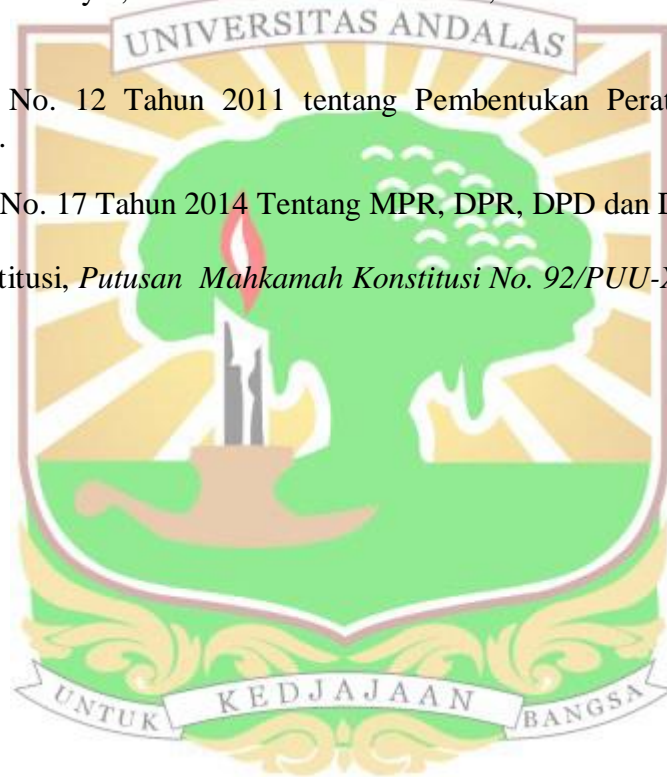 UNIVERSITAS ANDALAS
No. 12 Tahun 2011 tentang Pembentukan Perat
.
No. 17 Tahun 2014 Tentang MPR, DPR, DPD dan D
titusi, Putusan Mahkamah Konstitusi No. 92/PUU-X
UNTUK KEDJAJAAN BANGSA